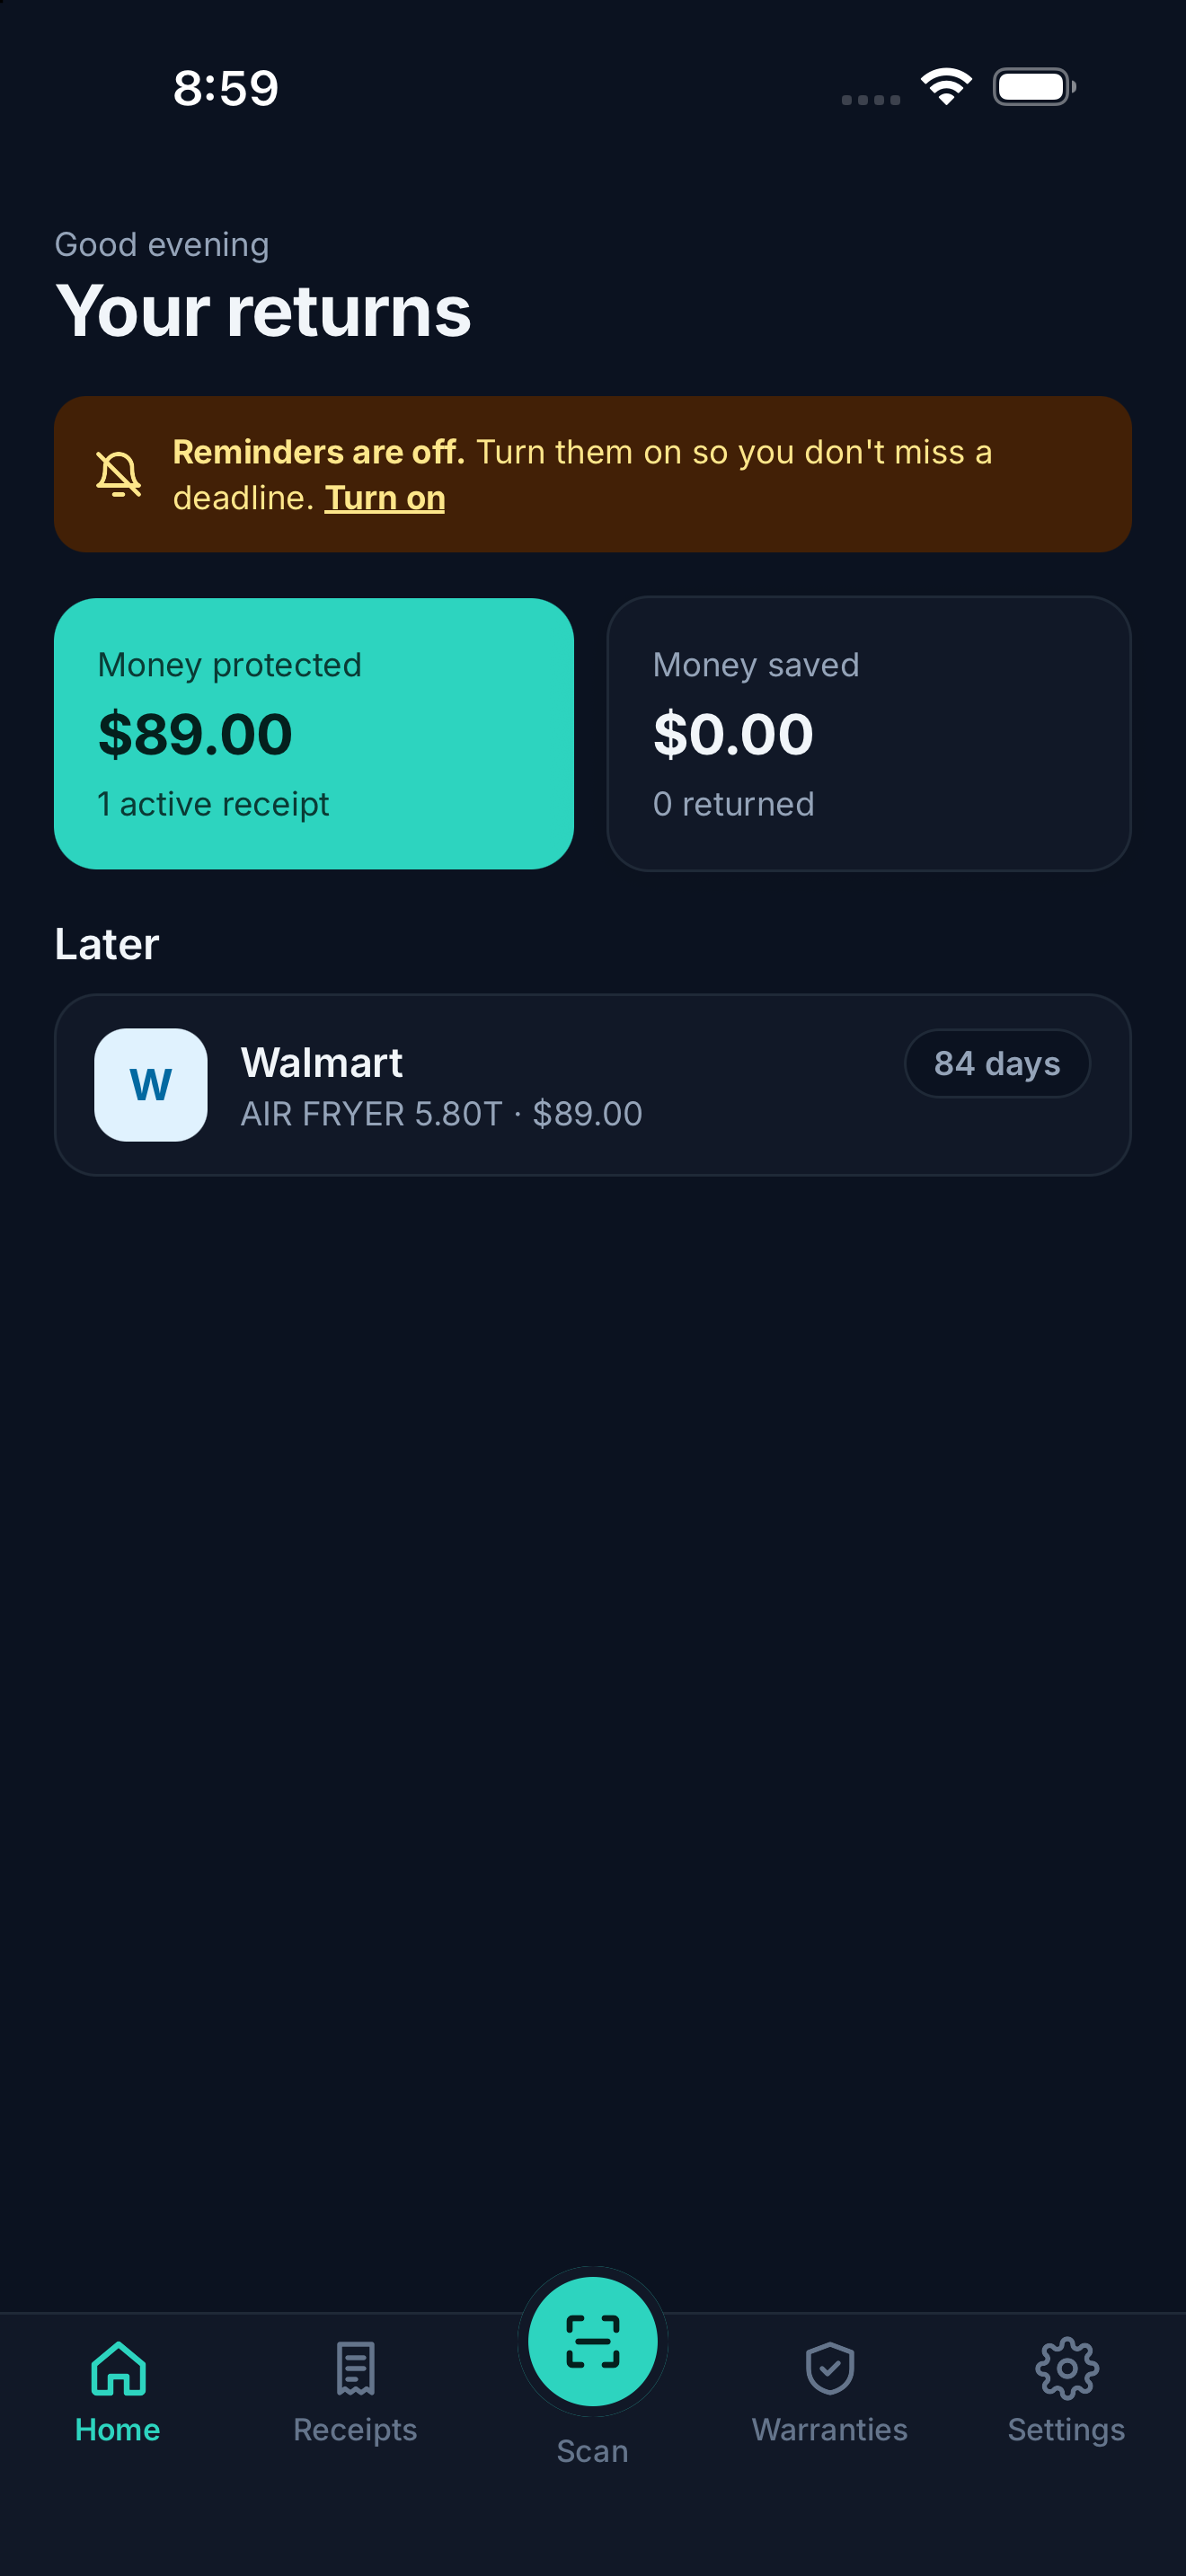 8:59
Good evening
Your returns
Reminders are off. Turn them on so you don't miss a
deadline. Turn on
Money protected
$89.00
1 active receipt
Money saved
$0.00
0 returned
Later
W
Walmart
AIR FRYER 5.80T · $89.00
84 days
Home
Receipts
Scan
Warranties
Settings